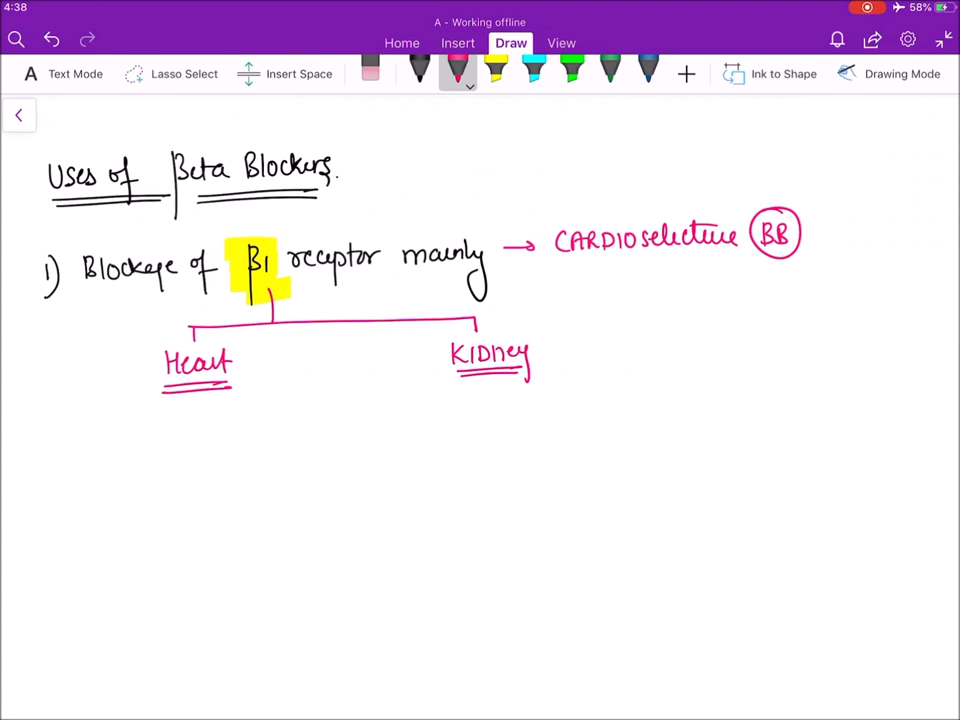 4:38
58%
A - Working offline
Home Insert Draw View
Text Mode Lasso Select Insert Space Ink to Shape Drawing Mode
Uses of Beta Blockers.
1) Blockage of β1 receptor mainly → CARDIOselective BB
Heart Kidney